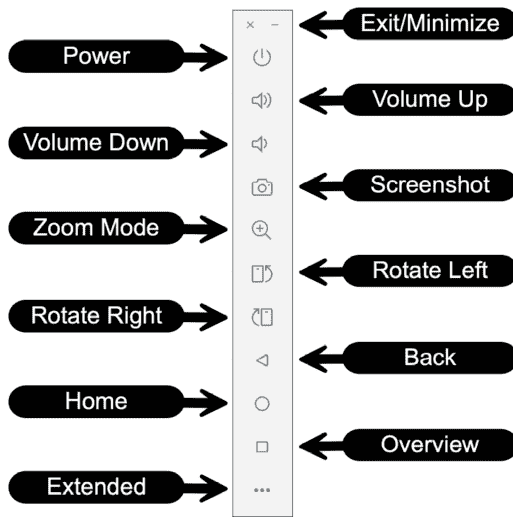 Exit/Minimize
Power
Volume Up
Volume Down
Screenshot
Zoom Mode
Rotate Left
Rotate Right
Back
Home
Overview
Extended